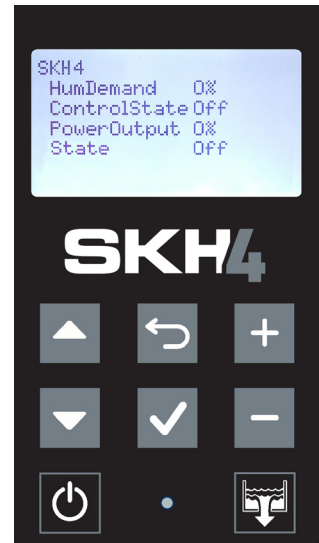 SKH4
HumDemand 0%
ControlState Off
PowerOutput 0%
State Off
SKH4